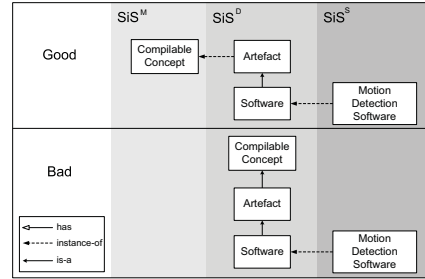 SiS^M
SiS^D
SiS^S
Good
Compilable
Concept
Artefact
Software
Motion
Detection
Software
Bad
Compilable
Concept
Artefact
Software
Motion
Detection
Software
has
instance-of
is-a